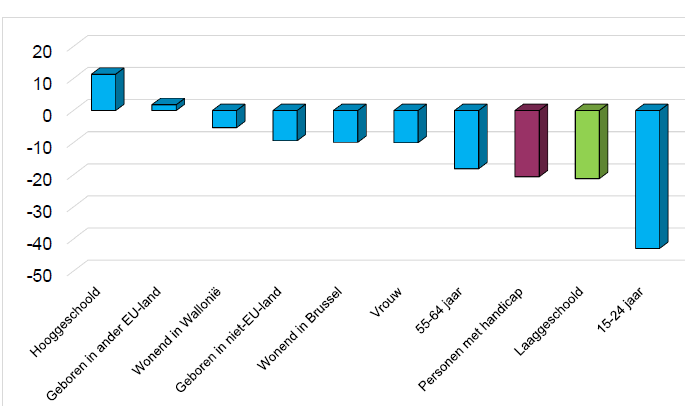 20
10
0
-10
-20
-30
-40
-50
Hooggeschoold
Geboren in ander EU-land
Wonend in Wallonië
Geboren in niet-EU-land
Wonend in Brussel
Vrouw
55-64 jaar
Personen met handicap
Laaggeschoold
15-24 jaar